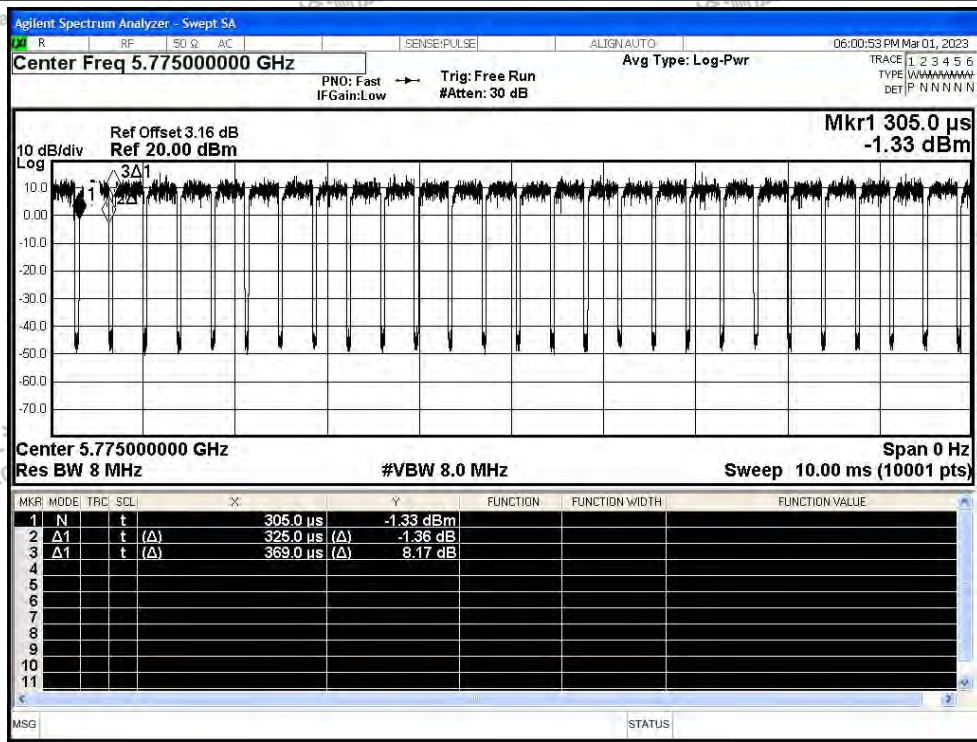 Agilent Spectrum Analyzer - Swept SA
R RF 50 Ω AC SENSE:PULSE ALIGNAUTO 06:00:53 PM Mar 01, 2023
Center Freq 5.775000000 GHz Avg Type: Log-Pwr TRACE 1 2 3 4 5 6
PNO: Fast Trig: Free Run TYPE WWWWWW
IFGain:Low #Atten: 30 dB DET P N N N N N
Mkr1 305.0 µs
Ref Offset 3.16 dB
10 dB/div Ref 20.00 dBm -1.33 dBm
Log
3Δ1
10.0
1
0.00
-10.0
-20.0
-30.0
-40.0
-50.0
-60.0
-70.0
Center 5.775000000 GHz Span 0 Hz
Res BW 8 MHz #VBW 8.0 MHz Sweep 10.00 ms (10001 pts)
MKR MODE TRC SCL X Y FUNCTION FUNCTION WIDTH FUNCTION VALUE
1 N t 305.0 µs -1.33 dBm
2 Δ1 t (Δ) 325.0 µs (Δ) -1.36 dB
3 Δ1 t (Δ) 369.0 µs (Δ) 8.17 dB
4
5
6
7
8
9
10
11
MSG STATUS